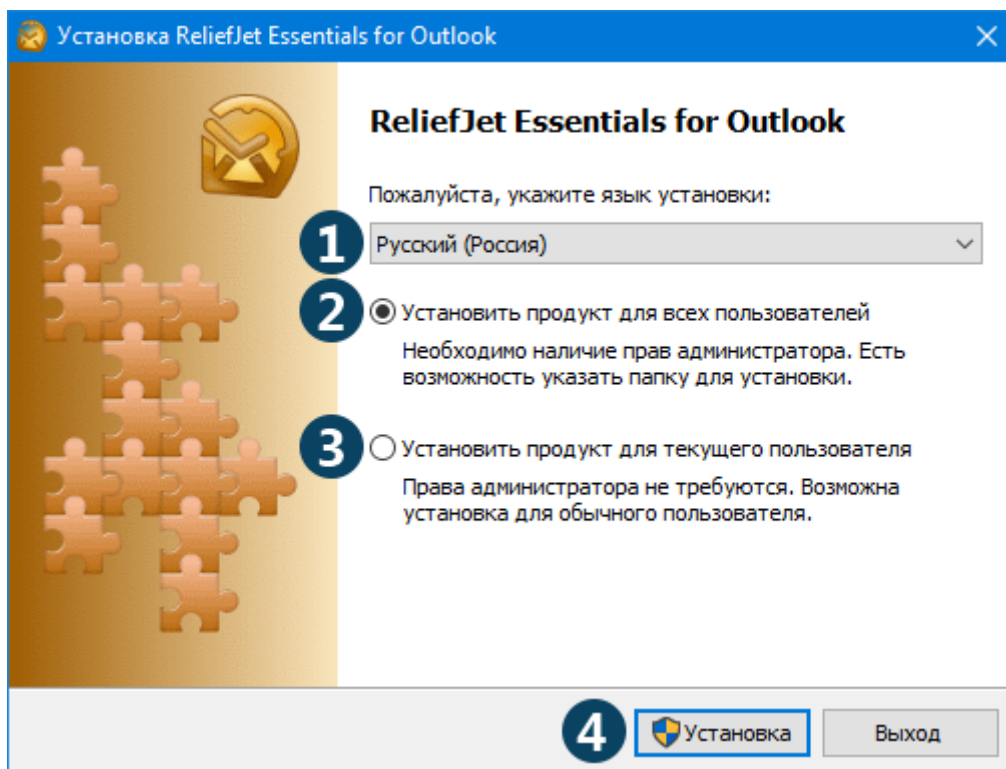 Установка ReliefJet Essentials for Outlook
ReliefJet Essentials for Outlook
Пожалуйста, укажите язык установки:
1
Русский (Россия)
2
Установить продукт для всех пользователей
Необходимо наличие прав администратора. Есть
возможность указать папку для установки.
3
Установить продукт для текущего пользователя
Права администратора не требуются. Возможна
установка для обычного пользователя.
4
Установка
Выход